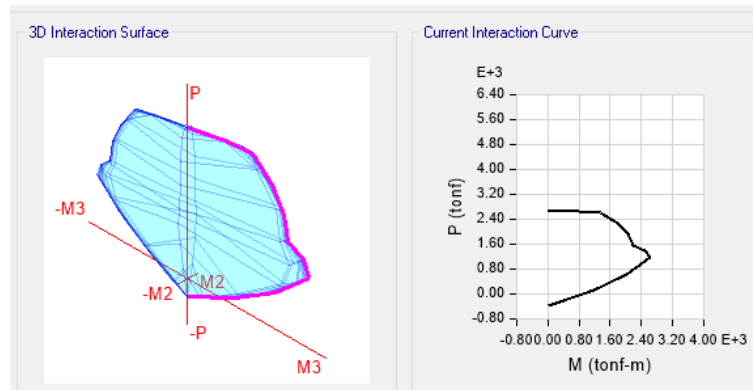 3D Interaction Surface
P
-M3
M2
-M2
-P
M3
Current Interaction Curve
E+3
6.40
5.60
4.80
4.00
3.20
2.40
1.60
0.80
0.00
-0.80
P (tonf)
-0.80 0.00 0.80 1.60 2.40 3.20 4.00 E+3
M (tonf-m)